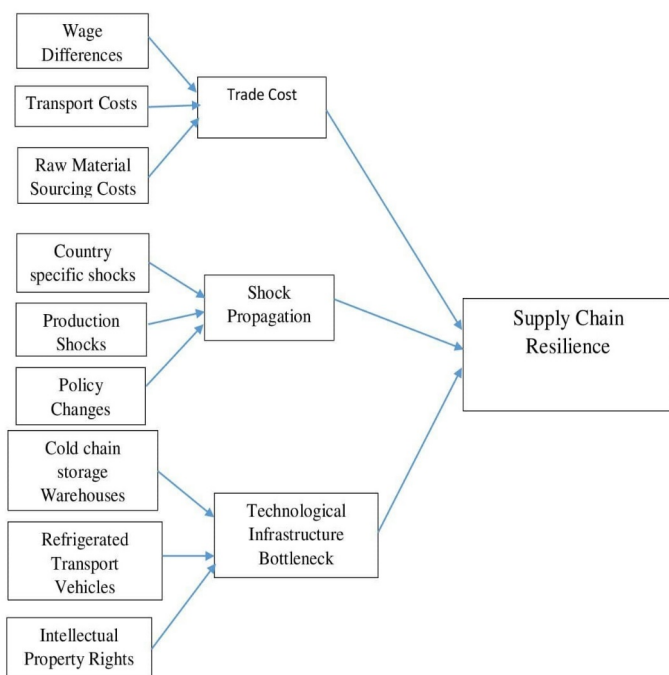 Wage
Differences
Transport Costs
Raw Material
Sourcing Costs
Trade Cost
Country
specific shocks
Production
Shocks
Policy
Changes
Shock
Propagation
Cold chain
storage
Warehouses
Refrigerated
Transport
Vehicles
Intellectual
Property Rights
Technological
Infrastructure
Bottleneck
Supply Chain
Resilience